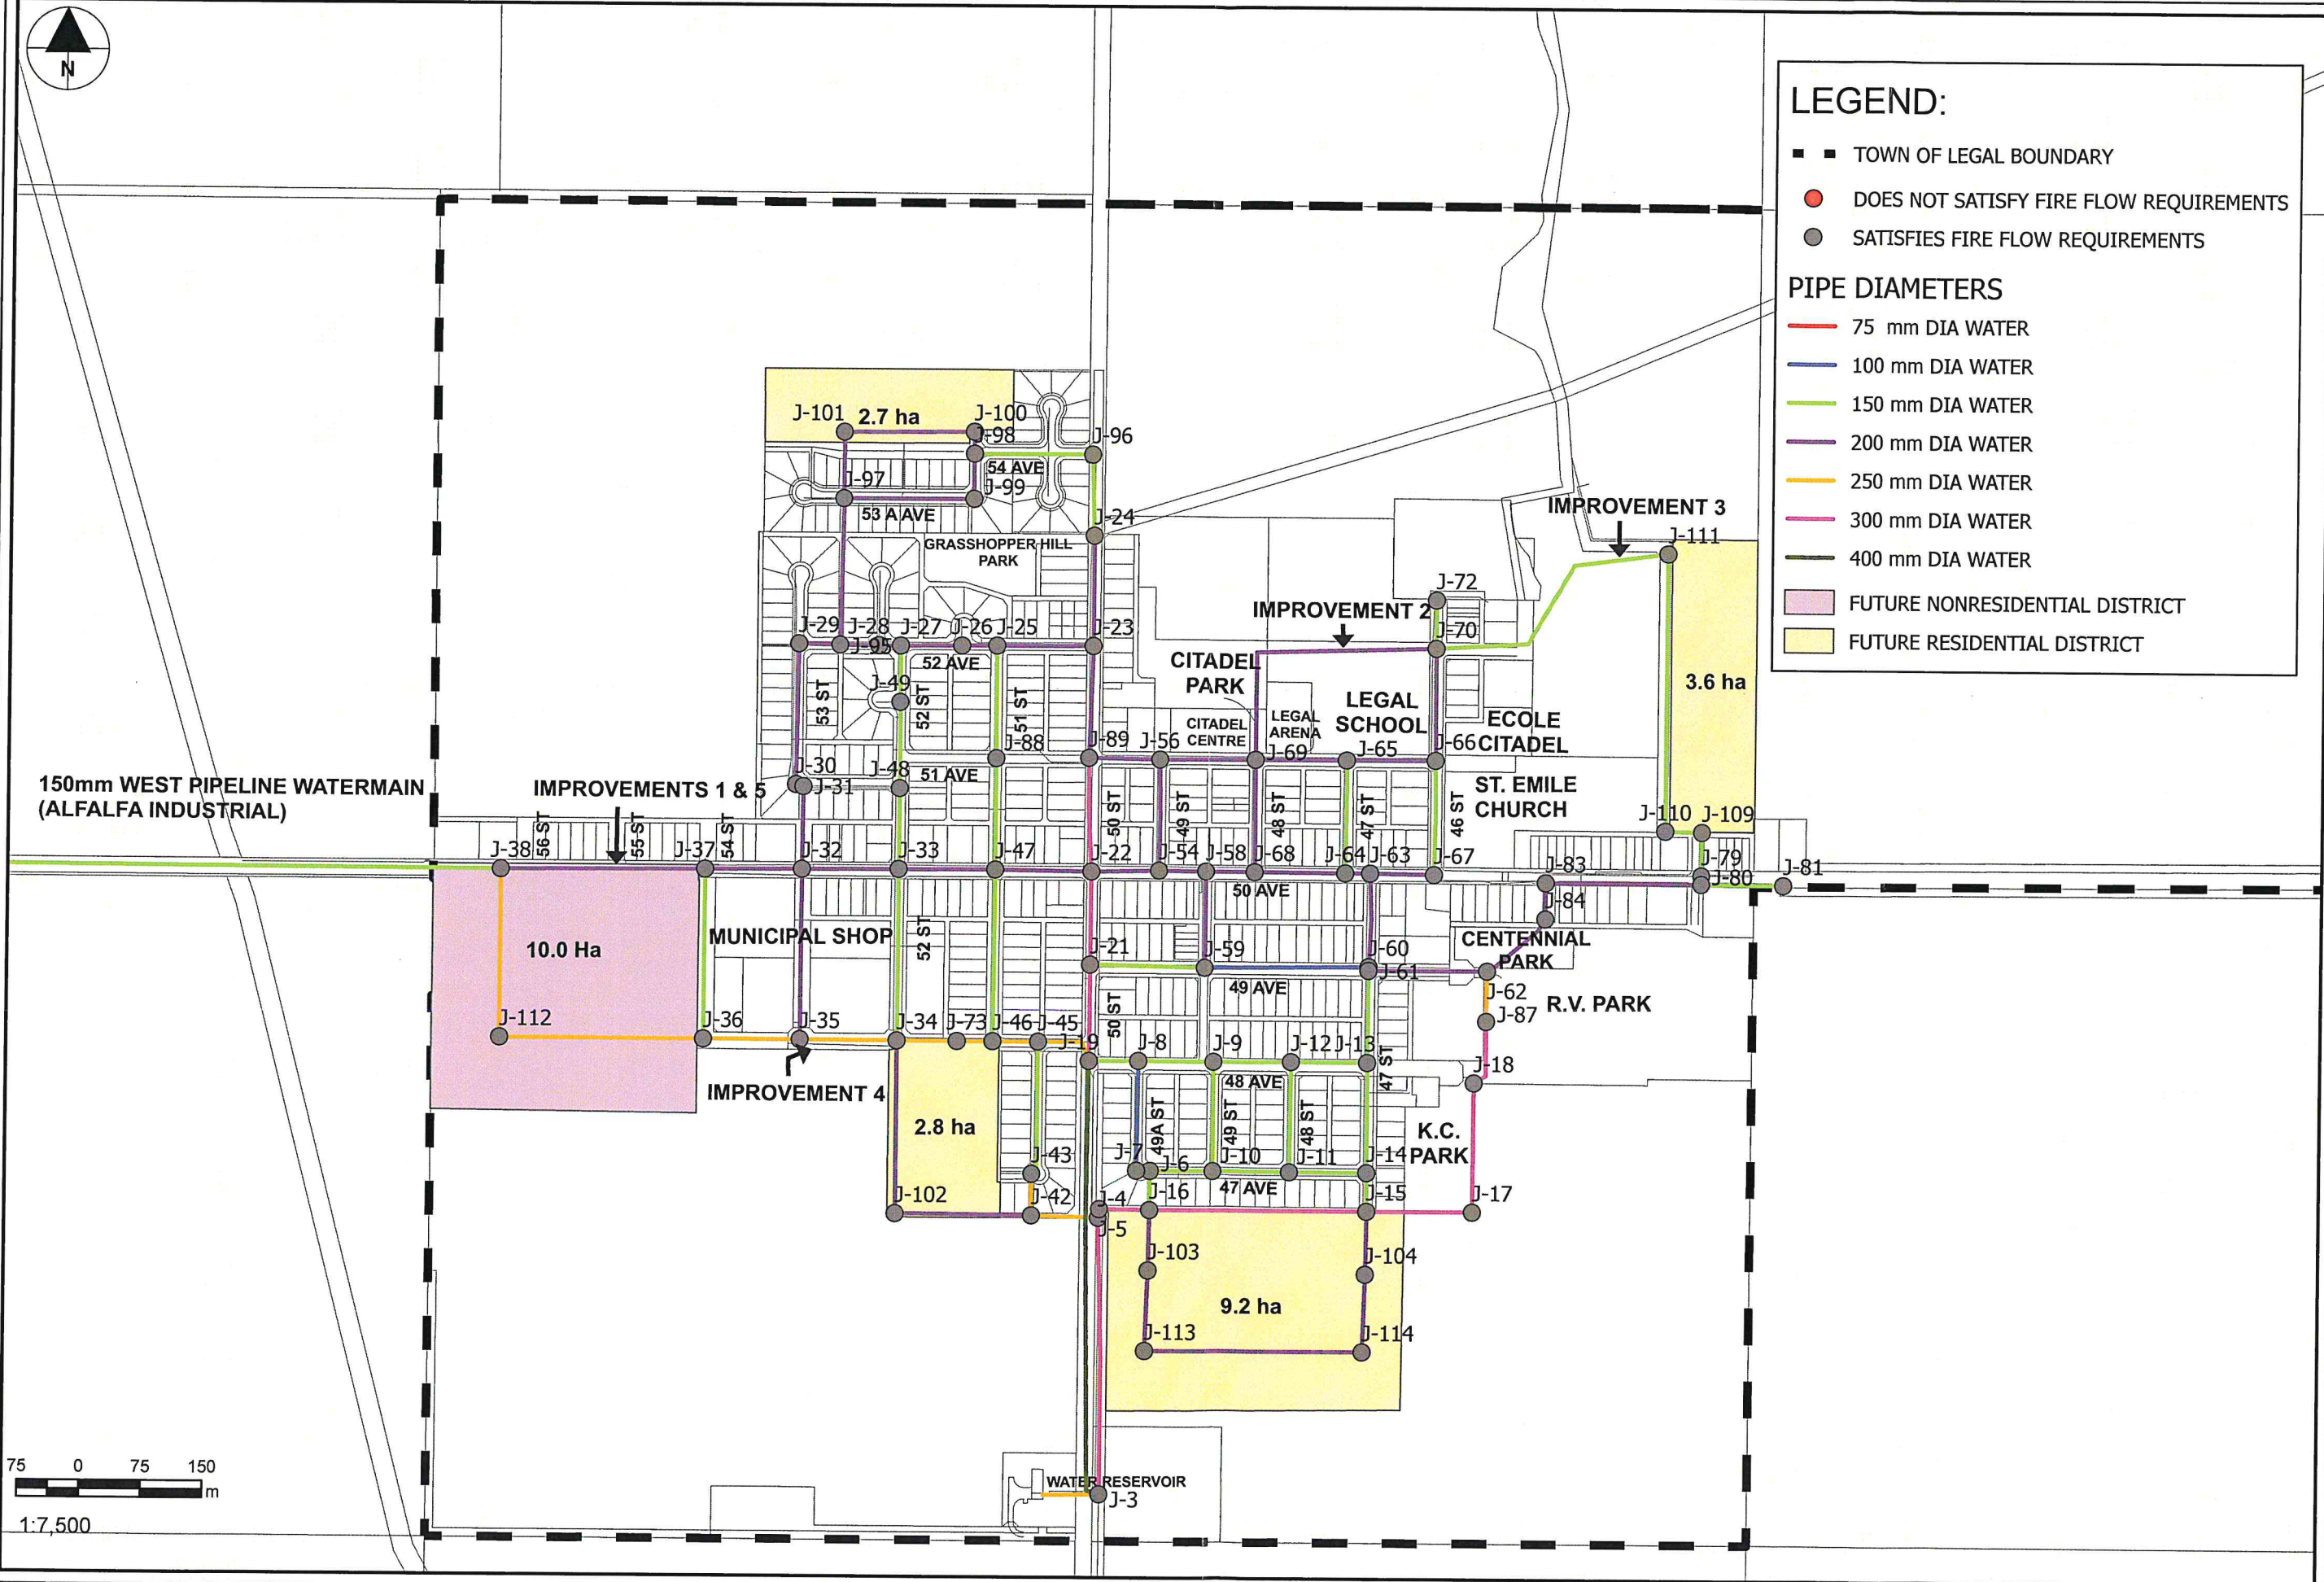 N
LEGEND:
TOWN OF LEGAL BOUNDARY
DOES NOT SATISFY FIRE FLOW REQUIREMENTS
SATISFIES FIRE FLOW REQUIREMENTS
PIPE DIAMETERS
75 mm DIA WATER
100 mm DIA WATER
150 mm DIA WATER
200 mm DIA WATER
250 mm DIA WATER
300 mm DIA WATER
400 mm DIA WATER
FUTURE NONRESIDENTIAL DISTRICT
FUTURE RESIDENTIAL DISTRICT
J-101
2.7 ha
J-100
J-98
J-96
54 AVE
J-97
J-99
53 A AVE
J-24
GRASSHOPPER HILL
PARK
IMPROVEMENT 3
J-111
J-72
IMPROVEMENT 2
J-70
J-29
J-28
J-27
J-26
J-25
J-23
J-95
52 AVE
CITADEL
PARK
3.6 ha
J-49
53 ST
52 ST
51 ST
LEGAL
SCHOOL
LEGAL
ARENA
CITADEL
CENTRE
ECOLE
CITADEL
J-88
J-89
J-56
J-69
J-65
J-66
J-30
J-48
51 AVE
J-31
150mm WEST PIPELINE WATERMAIN
(ALFALFA INDUSTRIAL)
IMPROVEMENTS 1 & 5
ST. EMILE
CHURCH
56 ST
55 ST
54 ST
50 ST
49 ST
48 ST
47 ST
46 ST
J-110
J-109
J-38
J-37
J-32
J-33
J-47
J-22
J-54
J-58
J-68
J-64
J-63
J-67
J-83
J-79
J-80
J-81
50 AVE
J-84
10.0 Ha
MUNICIPAL SHOP
52 ST
J-21
J-59
J-60
J-61
CENTENNIAL
PARK
49 AVE
J-62
R.V. PARK
J-87
50 ST
J-112
J-36
J-35
J-34
J-73
J-46
J-45
J-19
J-8
J-9
J-12
J-13
J-18
47 ST
48 AVE
IMPROVEMENT 4
2.8 ha
49A ST
49 ST
48 ST
K.C.
PARK
J-43
J-7
J-6
J-10
J-11
J-14
47 AVE
J-102
J-42
J-4
J-16
J-15
J-17
J-5
J-103
J-104
9.2 ha
J-113
J-114
75 0 75 150
m
1:7,500
WATER RESERVOIR
J-3